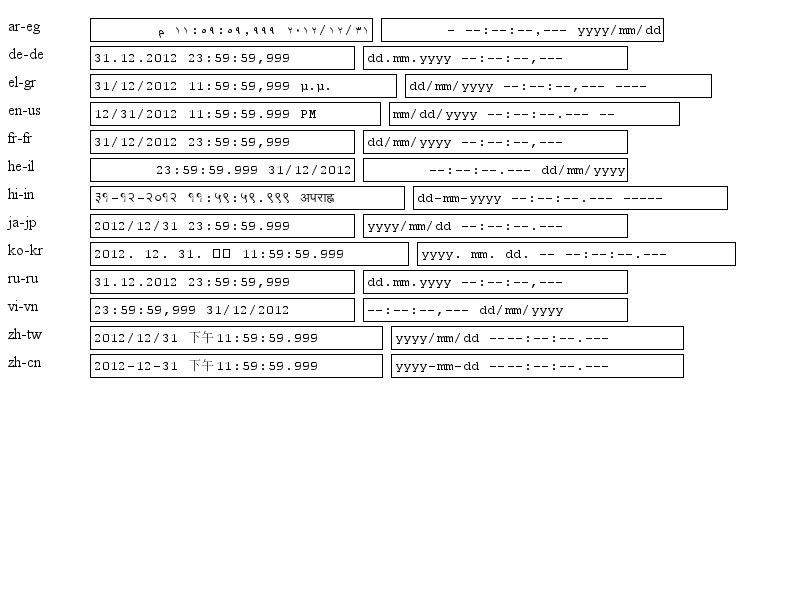 ar-eg ٣١/١٢/٢٠١٢ ١١:٥٩:٥٩,٩٩٩ م - --:--:--,--- yyyy/mm/dd
de-de 31.12.2012 23:59:59,999 dd.mm.yyyy --:--:--,---
el-gr 31/12/2012 11:59:59,999 μ.μ. dd/mm/yyyy --:--:--,--- ----
en-us 12/31/2012 11:59:59.999 PM mm/dd/yyyy --:--:--.--- --
fr-fr 31/12/2012 23:59:59,999 dd/mm/yyyy --:--:--,---
he-il 23:59:59.999 31/12/2012 --:--:--.--- dd/mm/yyyy
hi-in ३१-१२-२०१२ ११:५९:५९.९९९ अपराह्न dd-mm-yyyy --:--:--.--- -----
ja-jp 2012/12/31 23:59:59.999 yyyy/mm/dd --:--:--.---
ko-kr 2012. 12. 31. 11:59:59.999 yyyy. mm. dd. -- --:--:--.---
ru-ru 31.12.2012 23:59:59,999 dd.mm.yyyy --:--:--,---
vi-vn 23:59:59,999 31/12/2012 --:--:--,--- dd/mm/yyyy
zh-tw 2012/12/31 下午11:59:59.999 yyyy/mm/dd ----:--:--.---
zh-cn 2012-12-31 下午11:59:59.999 yyyy-mm-dd ----:--:--.---